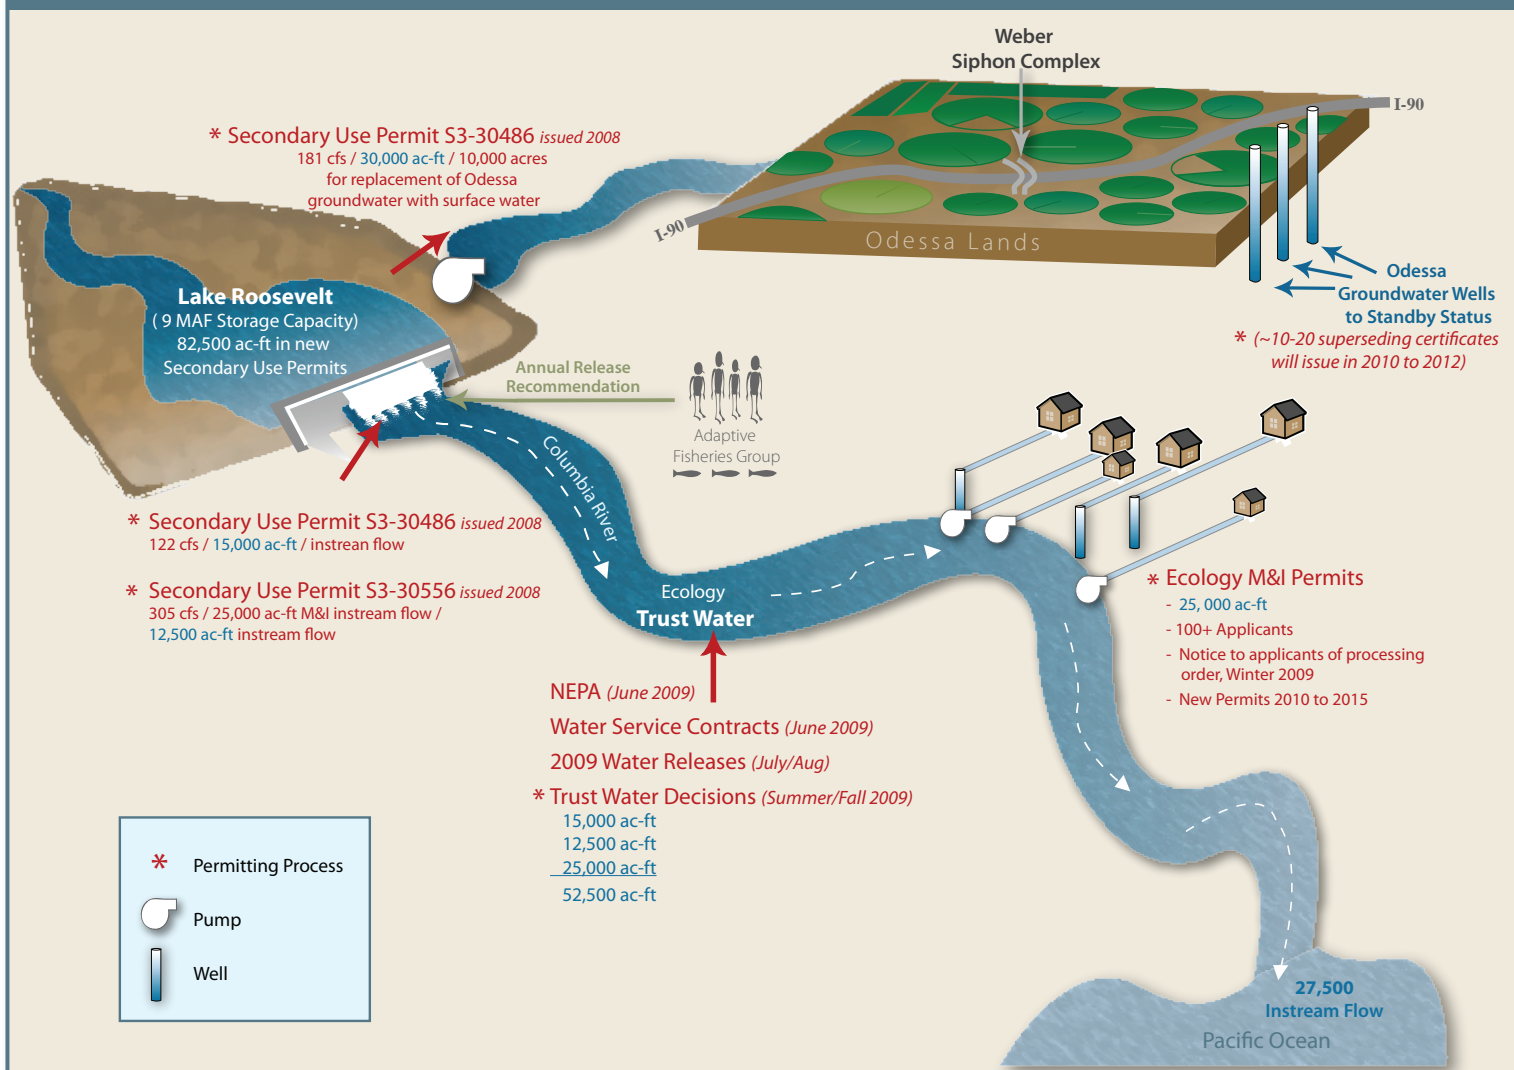 Weber
Siphon Complex
I-90
* Secondary Use Permit S3-30486 issued 2008
181 cfs / 30,000 ac-ft / 10,000 acres
for replacement of Odessa
groundwater with surface water
I-90
Odessa Lands
Odessa
Groundwater Wells
to Standby Status
* (~10-20 superseding certificates
will issue in 2010 to 2012)
Lake Roosevelt
( 9 MAF Storage Capacity)
82,500 ac-ft in new
Secondary Use Permits
Annual Release
Recommendation
Adaptive
Fisheries Group
Columbia River
* Secondary Use Permit S3-30486 issued 2008
122 cfs / 15,000 ac-ft / instrean flow
* Secondary Use Permit S3-30556 issued 2008
305 cfs / 25,000 ac-ft M&I instream flow /
12,500 ac-ft instream flow
Ecology
Trust Water
* Ecology M&I Permits
- 25, 000 ac-ft
- 100+ Applicants
- Notice to applicants of processing
order, Winter 2009
- New Permits 2010 to 2015
NEPA (June 2009)
Water Service Contracts (June 2009)
2009 Water Releases (July/Aug)
* Trust Water Decisions (Summer/Fall 2009)
15,000 ac-ft
12,500 ac-ft
25,000 ac-ft
52,500 ac-ft
* Permitting Process
Pump
Well
27,500
Instream Flow
Pacific Ocean